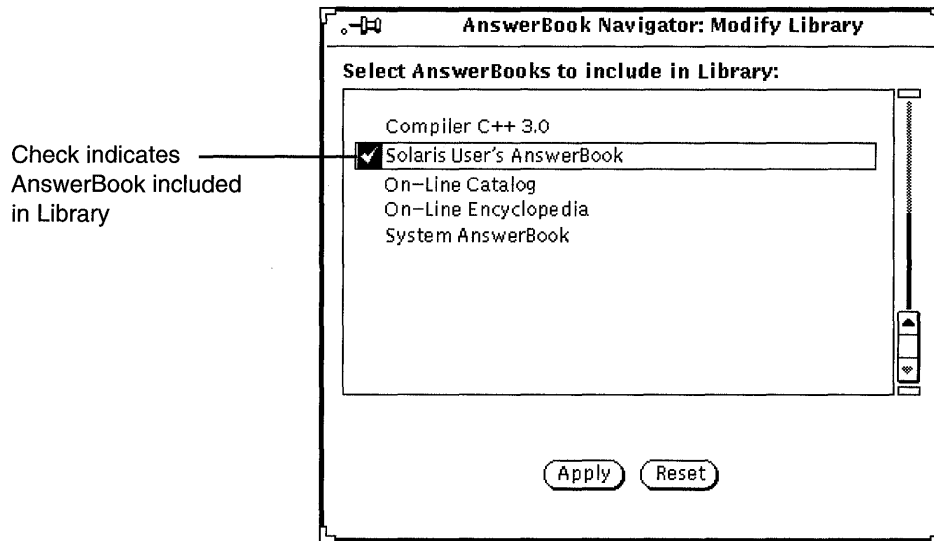 AnswerBook Navigator: Modify Library
Select AnswerBooks to include in Library:
Compiler C++ 3.0
Solaris User's AnswerBook
On-Line Catalog
On-Line Encyclopedia
System AnswerBook
Check indicates
AnswerBook included
in Library
Apply
Reset